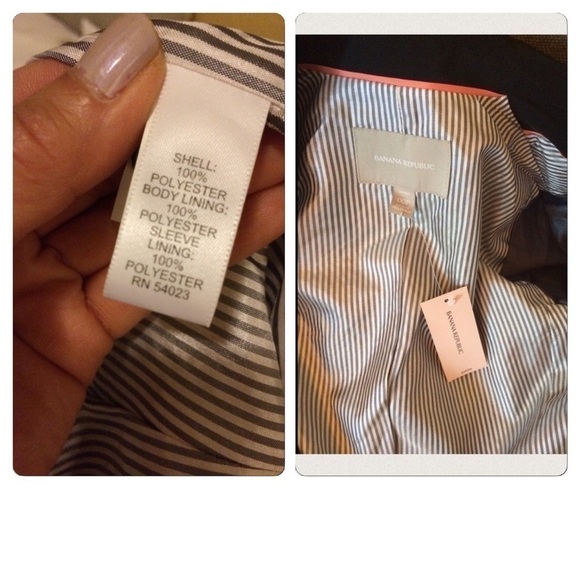 SHELL:
100%
POLYESTER
BODY LINING:
100%
POLYESTER
SLEEVE
LINING:
100%
POLYESTER
RN 54023
BANANA REPUBLIC
BANANA REPUBLIC